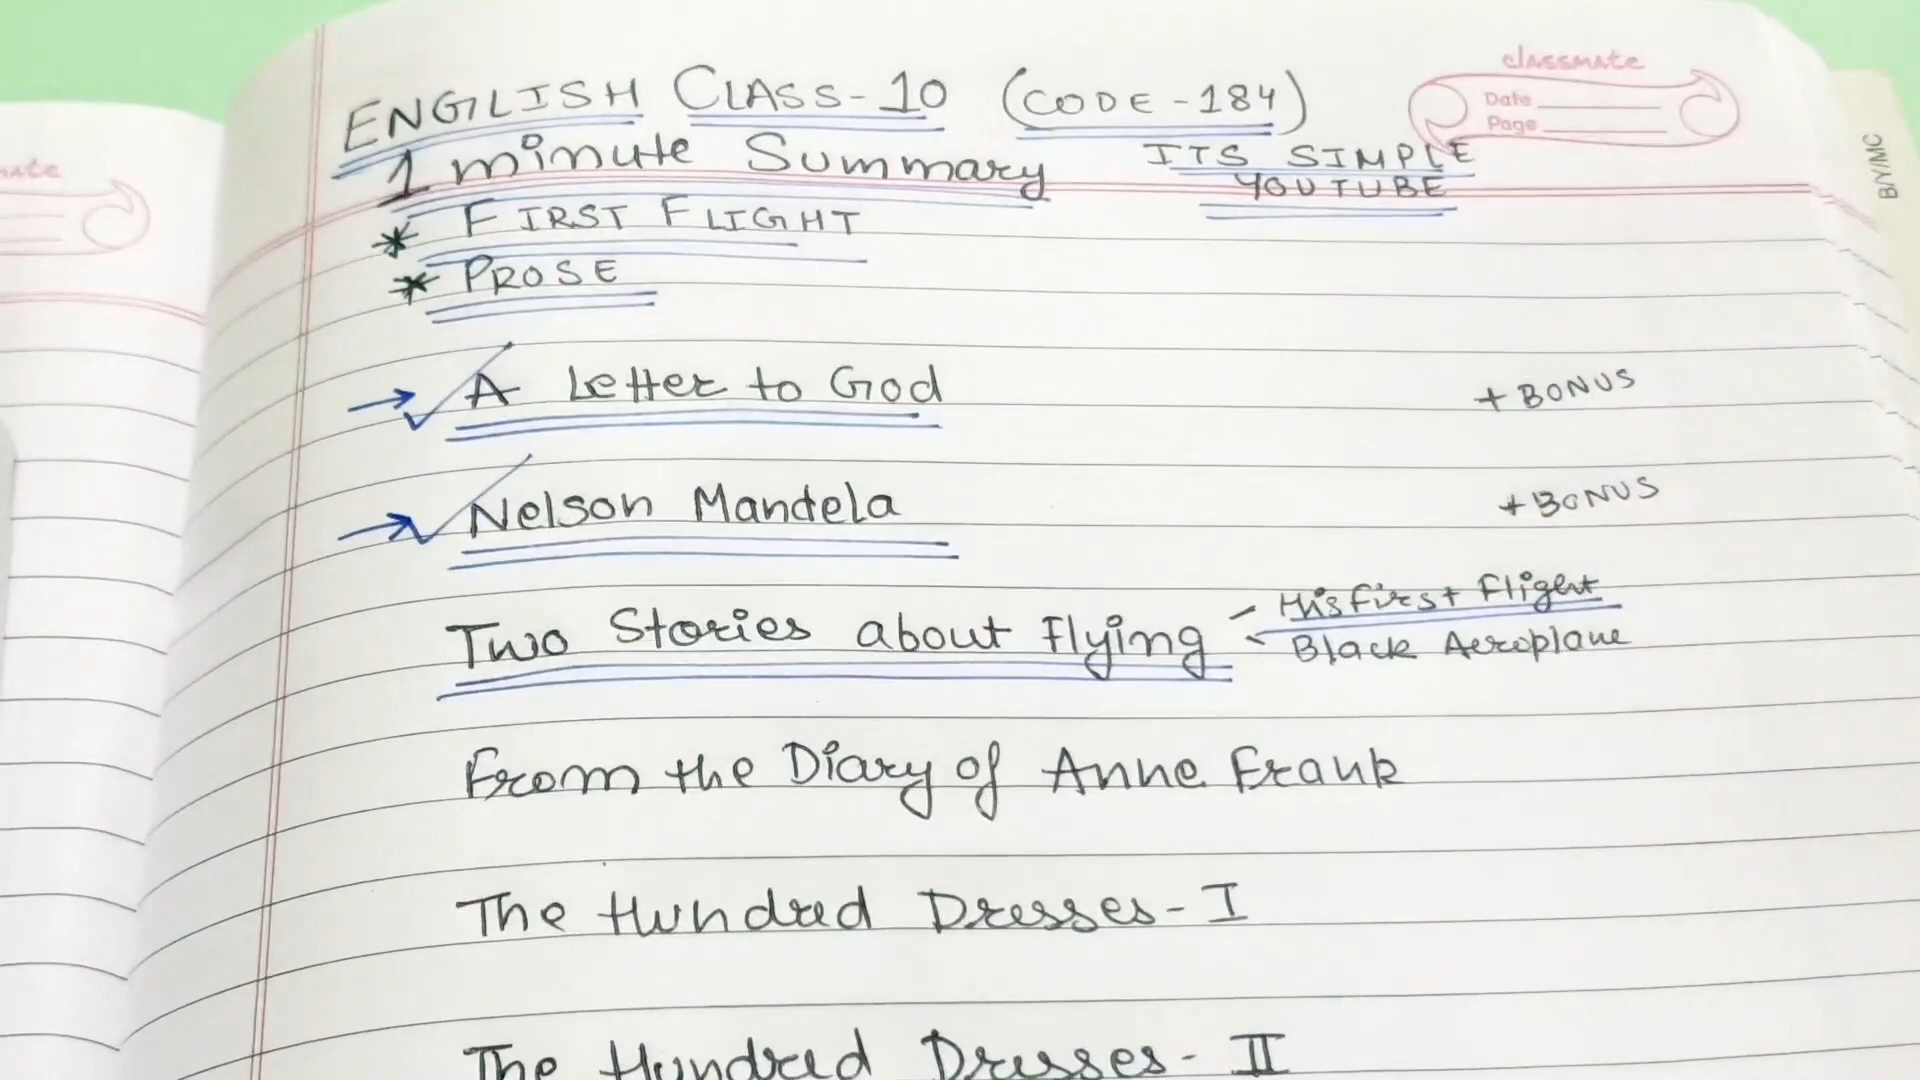 classmate
ENGLISH CLASS-10 (CODE-184)
Date
Page
1 minute Summary
ITS SIMPLE
YOUTUBE
* FIRST FLIGHT
* PROSE
→ ✓ A Letter to God + BONUS
→ ✓ Nelson Mandela + BONUS
Two Stories about Flying
His First Flight
Black Aeroplane
From the Diary of Anne Frank
The Hundred Dresses-I
The Hundred Dresses-II
B/Y/MC